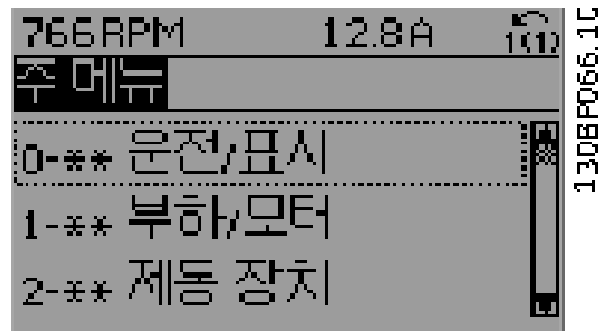 766RPM 12.8A 1(1)
주 메뉴
0-** 운전/표시
1-** 부하/모터
2-** 제동 장치
130BP066.10